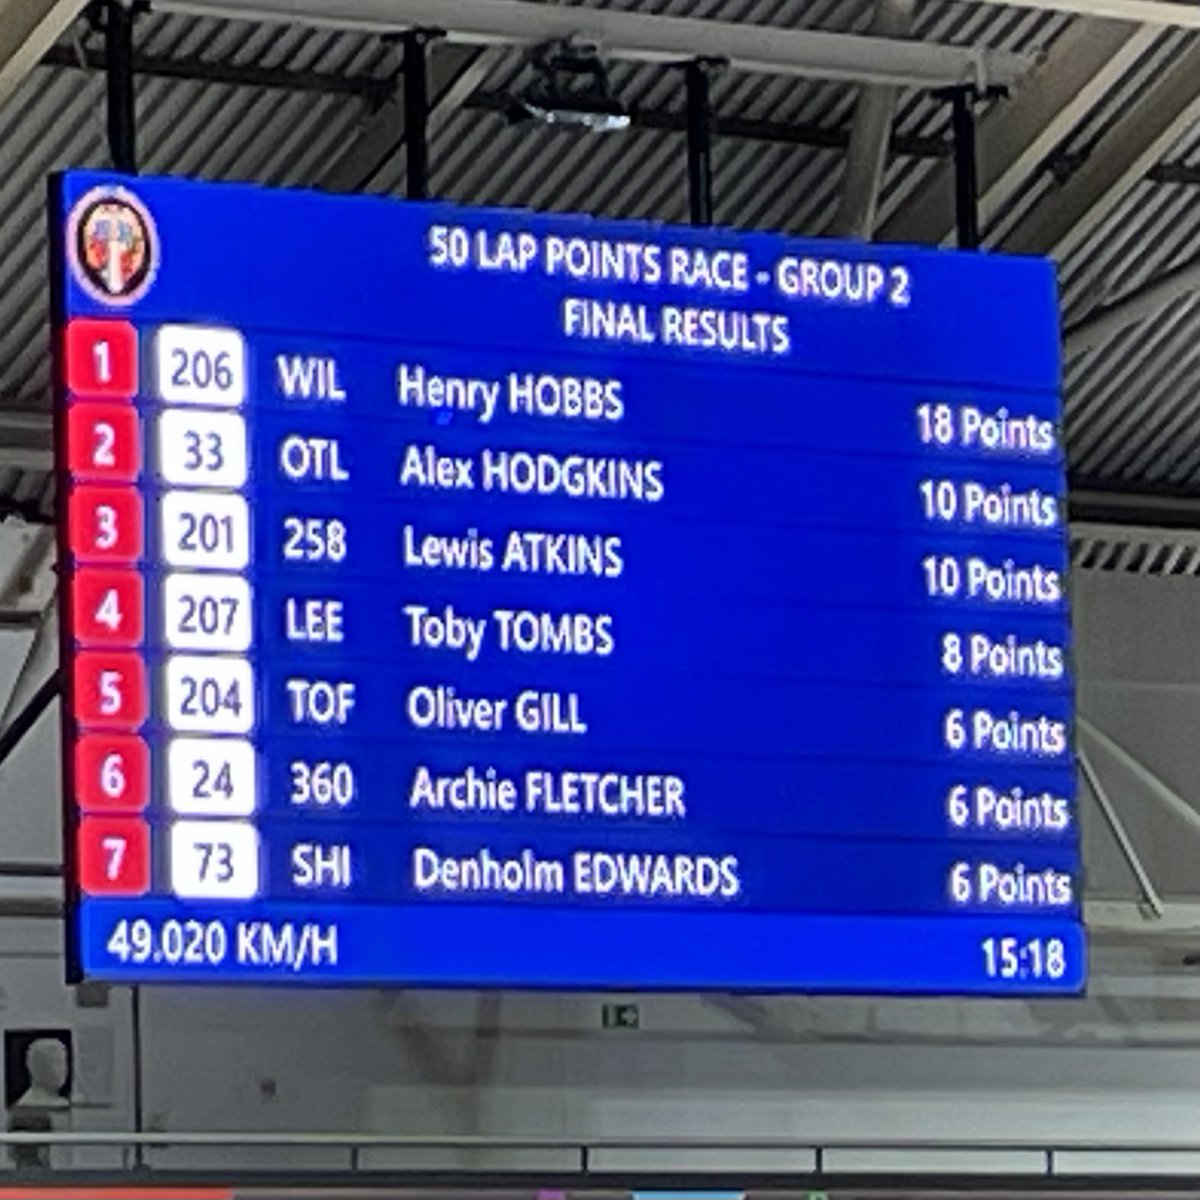 50 LAP POINTS RACE - GROUP 2
FINAL RESULTS
1 206 WIL Henry HOBBS 18 Points
2 33 OTL Alex HODGKINS 10 Points
3 201 258 Lewis ATKINS 10 Points
4 207 LEE Toby TOMBS 8 Points
5 204 TOF Oliver GILL 6 Points
6 24 360 Archie FLETCHER 6 Points
7 73 SHI Denholm EDWARDS 6 Points
49.020 KM/H 15:18